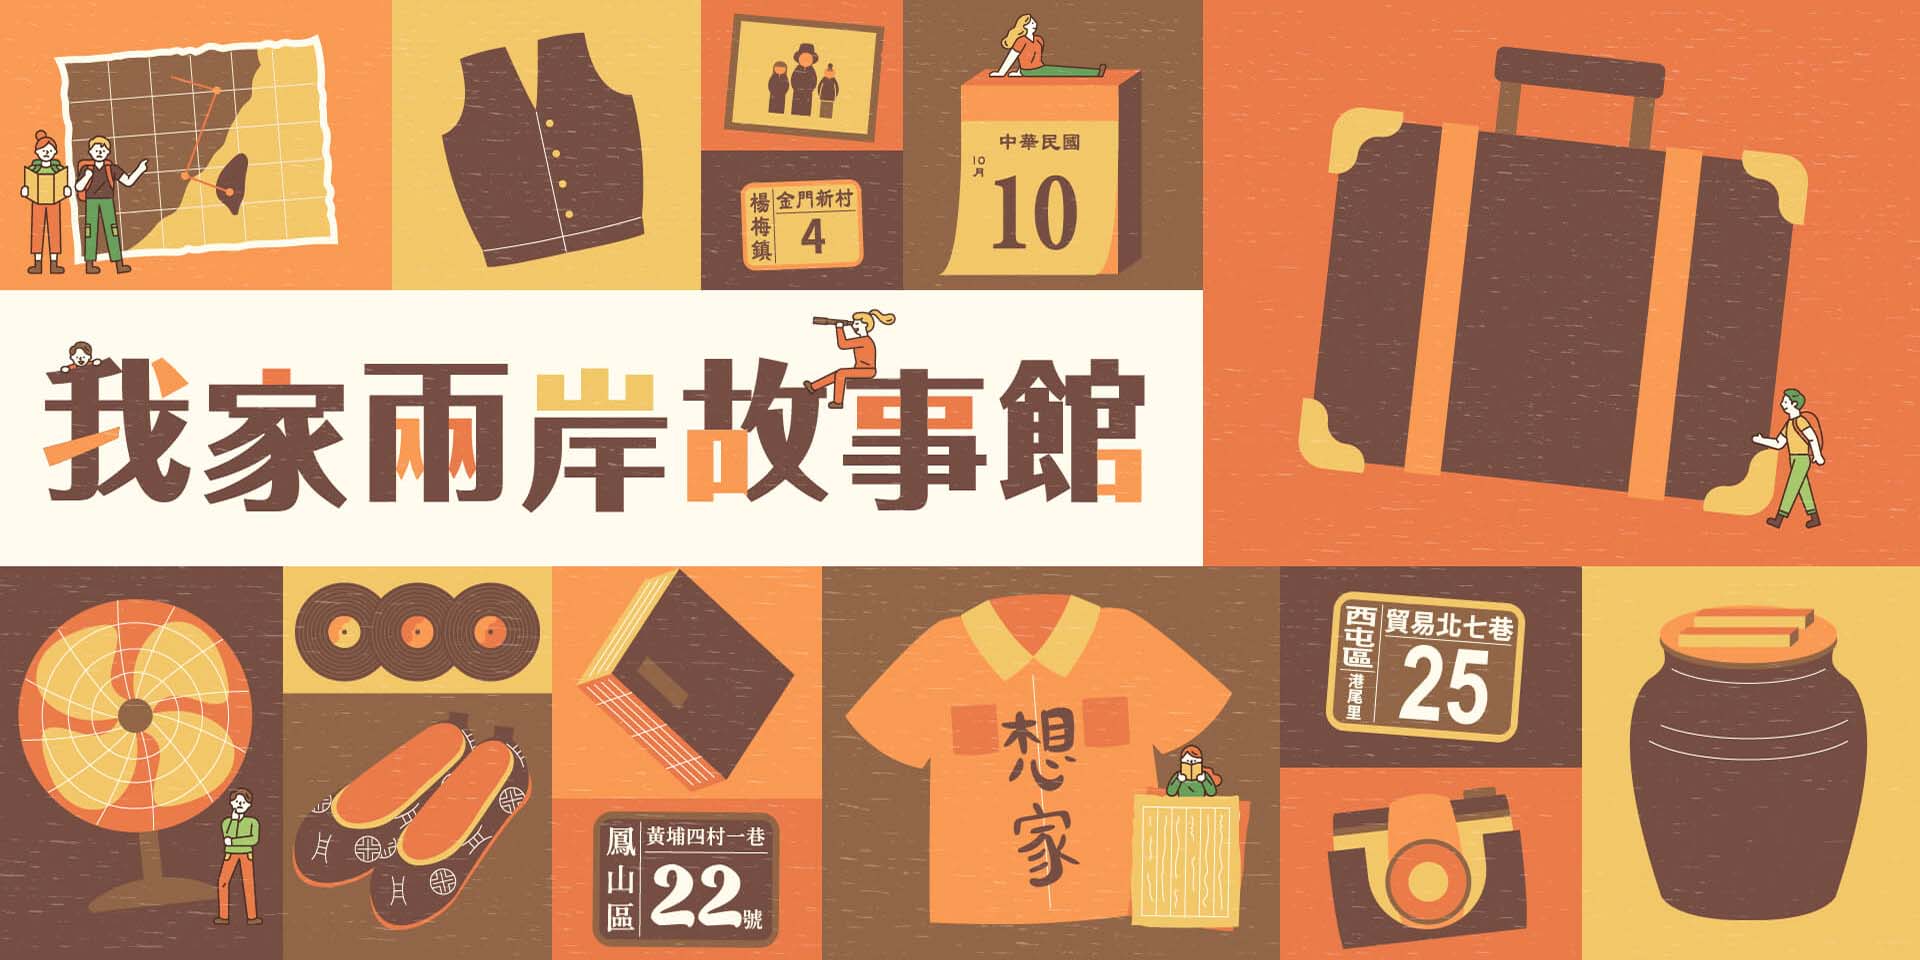 楊梅鎮
金門新村
4
中華民國
10月
10
我家兩岸故事館
鳳山區
黃埔四村一巷
22號
想家
西屯區
港尾里
貿易北七巷
25